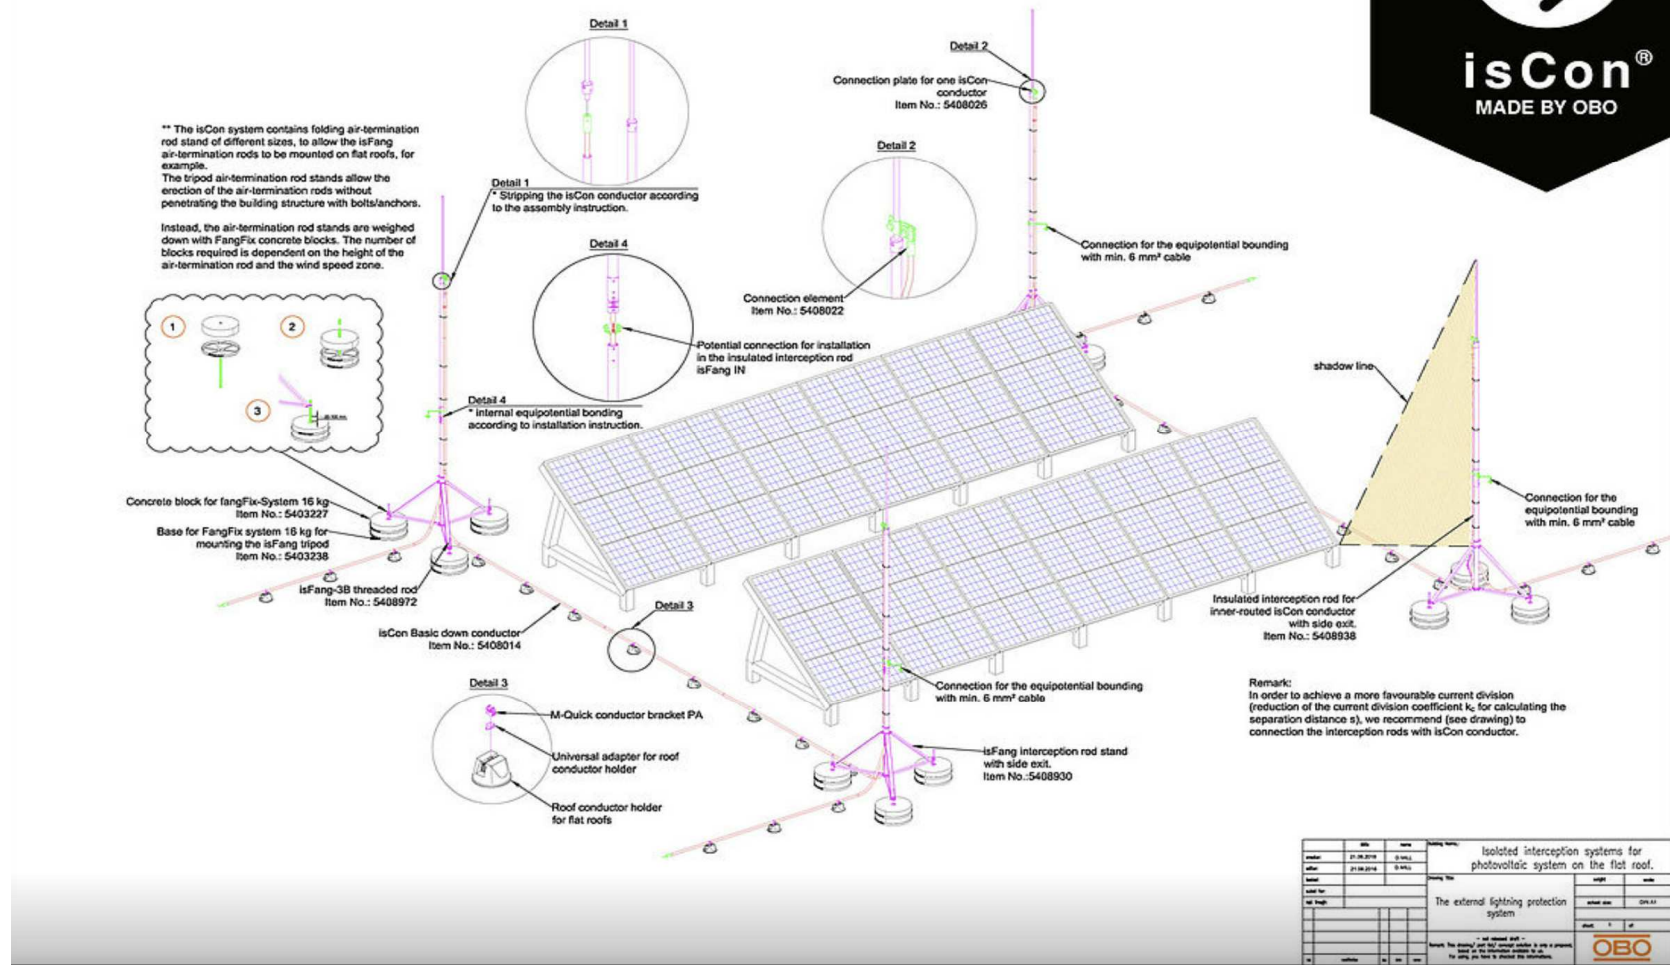 isCon®
MADE BY OBO
Detail 1
Detail 2
Connection plate for one isCon
conductor
Item No.: 5408026
** The isCon system contains folding air-termination
rod stand of different sizes, to allow the isFang
air-termination rods to be mounted on flat roofs, for
example.
The tripod air-termination rod stands allow the
erection of the air-termination rods without
penetrating the building structure with bolts/anchors.
Instead, the air-termination rod stands are weighed
down with FangFix concrete blocks. The number of
blocks required is dependent on the height of the
air-termination rod and the wind speed zone.
Detail 1
* Stripping the isCon conductor according
to the assembly instruction.
Detail 2
Connection element
Item No.: 5408022
Connection for the equipotential bounding
with min. 6 mm² cable
Detail 4
Potential connection for installation
in the insulated interception rod
isFang IN
1
2
3
Detail 4
* internal equipotential bonding
according to installation instruction.
shadow line
Concrete block for fangFix-System 16 kg
Item No.: 5403227
Base for FangFix system 16 kg for
mounting the isFang tripod
Item No.: 5403238
isFang-3B threaded rod
Item No.: 5408972
isCon Basic down conductor
Item No.: 5408014
Detail 3
Connection for the
equipotential bounding
with min. 6 mm² cable
Insulated interception rod for
inner-routed isCon conductor
with side exit.
Item No.: 5408938
Detail 3
M-Quick conductor bracket PA
Universal adapter for roof
conductor holder
Roof conductor holder
for flat roofs
Connection for the equipotential bounding
with min. 6 mm² cable
isFang interception rod stand
with side exit.
Item No.:5408930
Remark:
In order to achieve a more favourable current division
(reduction of the current division coefficient kc for calculating the
separation distance s), we recommend (see drawing) to
connection the interception rods with isCon conductor.
Isolated interception systems for
photovoltaic system on the flat roof.
The external lightning protection
system
OBO